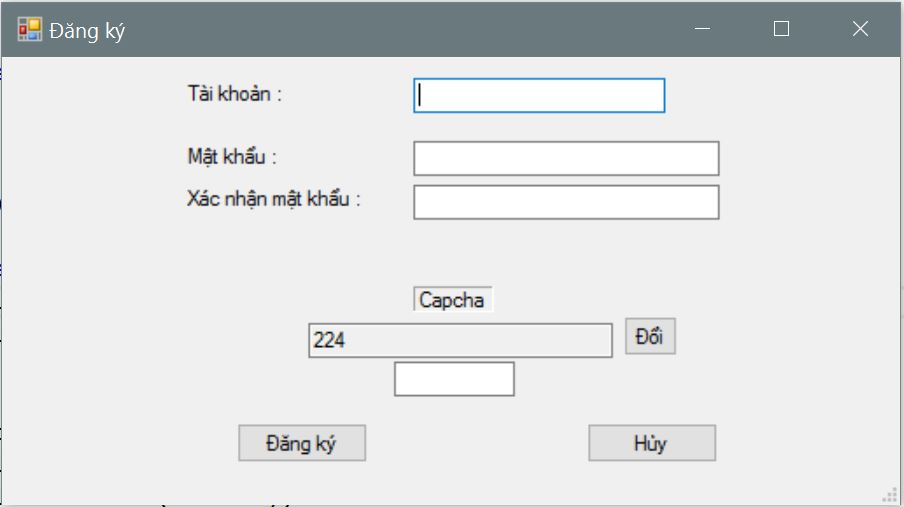 Đăng ký
Tài khoản :
Mật khẩu :
Xác nhận mật khẩu :
Capcha
224
Đổi
Đăng ký
Hủy